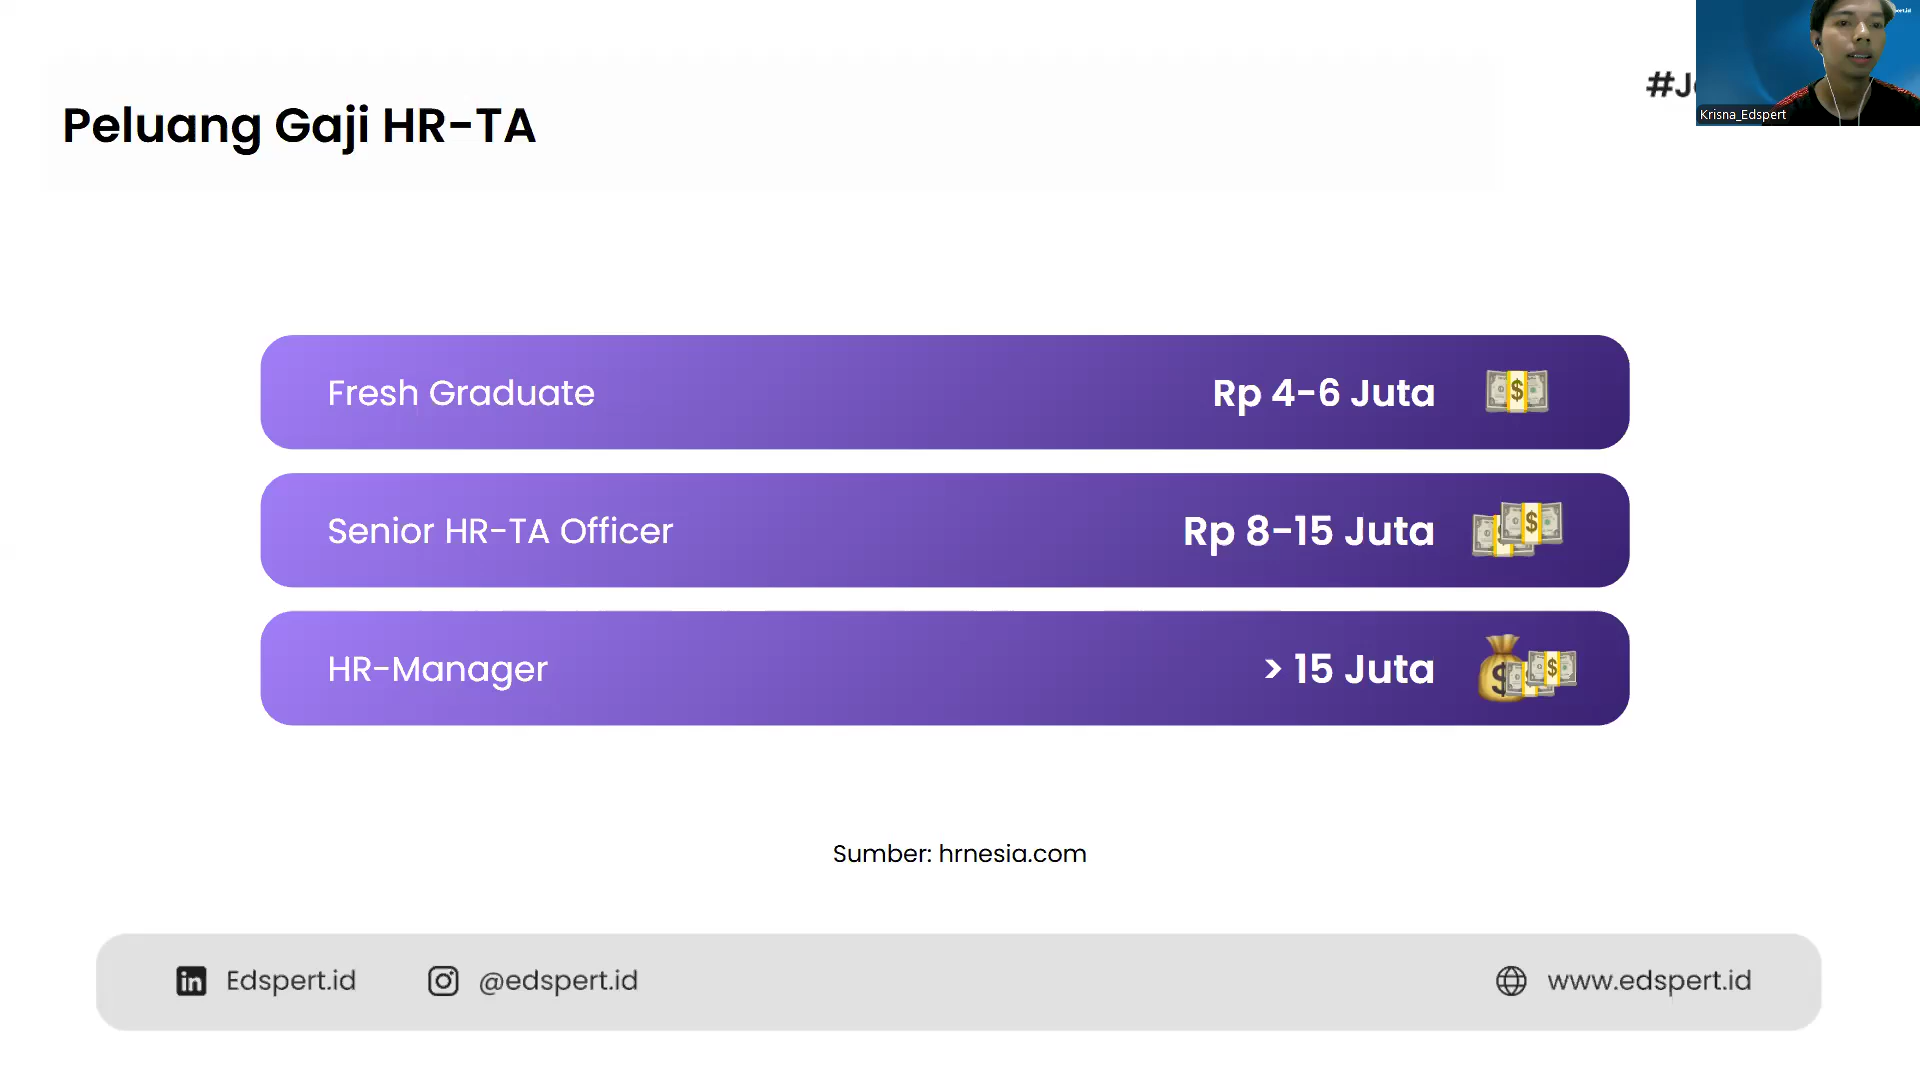 Peluang Gaji HR-TA
Krisna_Edspert
Fresh Graduate
Rp 4-6 Juta
Senior HR-TA Officer
Rp 8-15 Juta
HR-Manager
> 15 Juta
Sumber: hrnesia.com
Edspert.id
@edspert.id
www.edspert.id